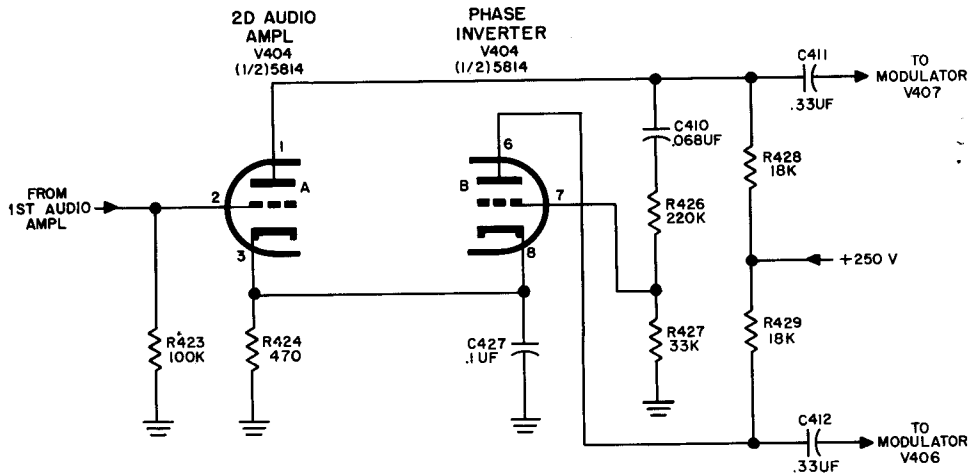 2D AUDIO
AMPL
V404
(1/2)5814
PHASE
INVERTER
V404
(1/2)5814
C411
.33UF
TO
MODULATOR
V407
1
A
2
3
6
B
7
8
C410
.068UF
R428
18K
FROM
1ST AUDIO
AMPL
R426
220K
+250 V
R423
100K
R424
470
C427
.1UF
R427
33K
R429
18K
C412
.33UF
TO
MODULATOR
V406